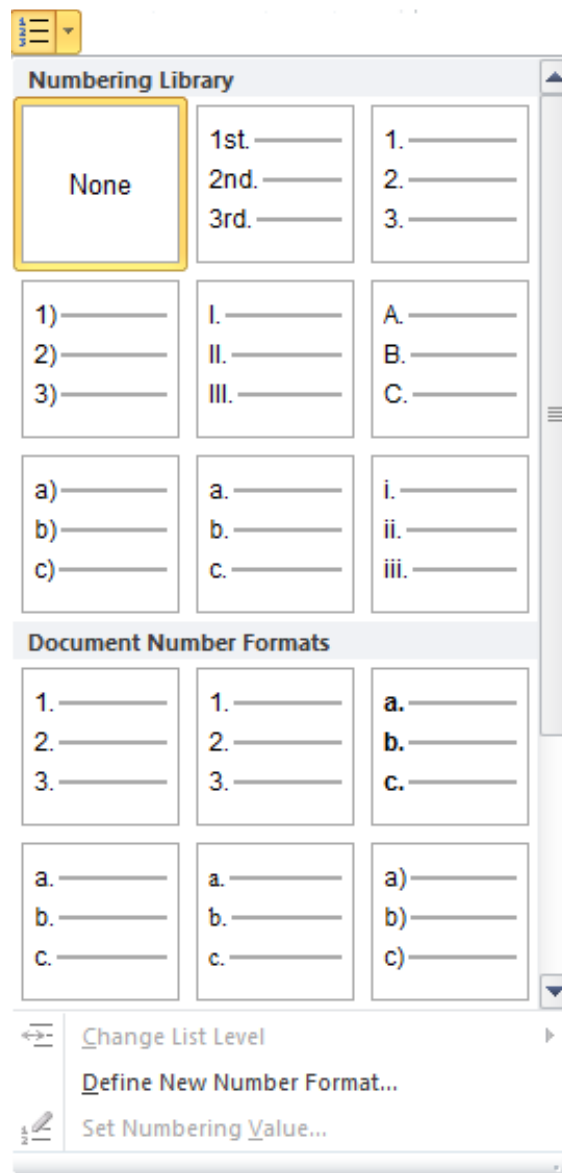 Numbering Library
None
1st.
2nd.
3rd.
1.
2.
3.
1)
2)
3)
I.
II.
III.
A.
B.
C.
a)
b)
c)
a.
b.
c.
i.
ii.
iii.
Document Number Formats
1.
2.
3.
1.
2.
3.
a.
b.
c.
a.
b.
c.
a.
b.
c.
a)
b)
c)
Change List Level
Define New Number Format...
Set Numbering Value...